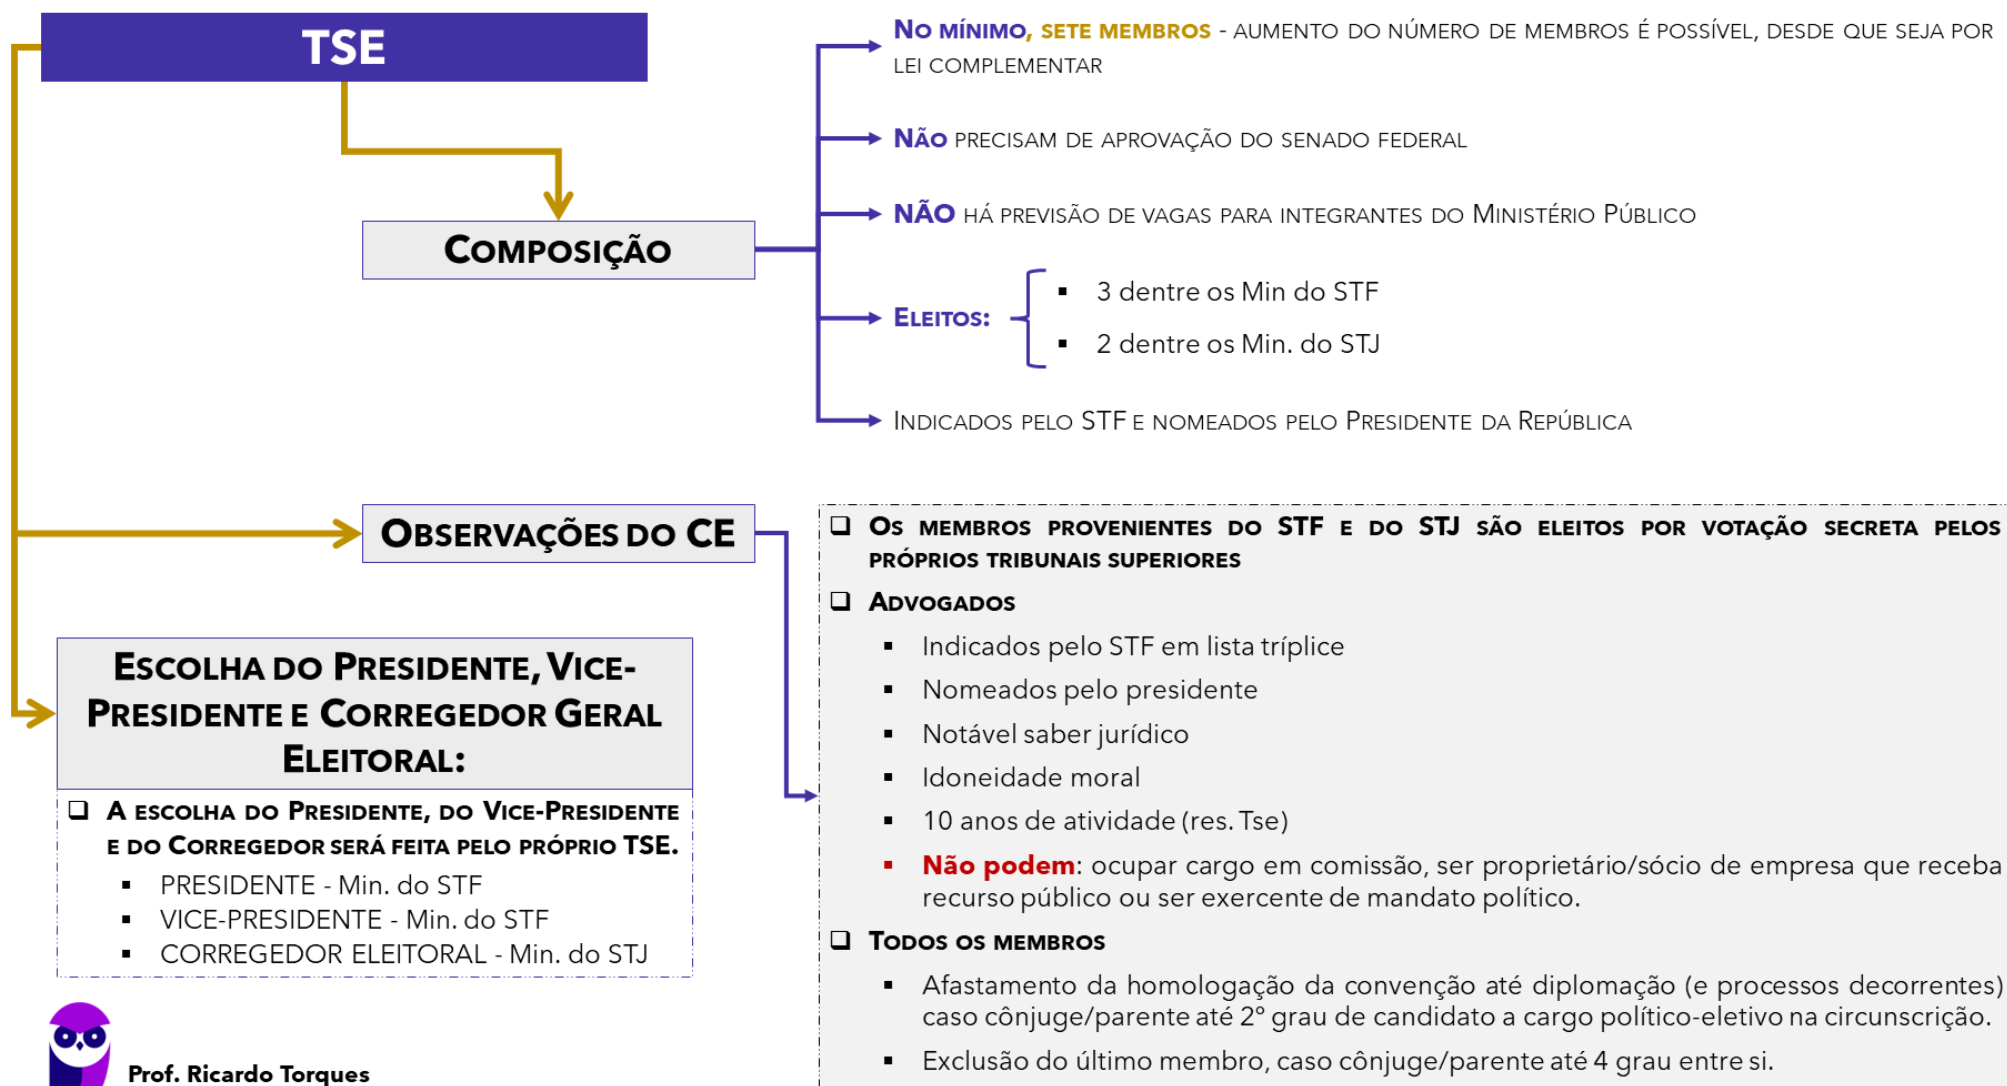 TSE
NO MÍNIMO, SETE MEMBROS - AUMENTO DO NÚMERO DE MEMBROS É POSSÍVEL, DESDE QUE SEJA POR
LEI COMPLEMENTAR
NÃO PRECISAM DE APROVAÇÃO DO SENADO FEDERAL
NÃO HÁ PREVISÃO DE VAGAS PARA INTEGRANTES DO MINISTÉRIO PÚBLICO
COMPOSIÇÃO
ELEITOS:
▪ 3 dentre os Min do STF
▪ 2 dentre os Min. do STJ
INDICADOS PELO STF E NOMEADOS PELO PRESIDENTE DA REPÚBLICA
OBSERVAÇÕES DO CE
❑ OS MEMBROS PROVENIENTES DO STF E DO STJ SÃO ELEITOS POR VOTAÇÃO SECRETA PELOS
PRÓPRIOS TRIBUNAIS SUPERIORES
❑ ADVOGADOS
▪ Indicados pelo STF em lista tríplice
▪ Nomeados pelo presidente
▪ Notável saber jurídico
▪ Idoneidade moral
▪ 10 anos de atividade (res. Tse)
▪ Não podem: ocupar cargo em comissão, ser proprietário/sócio de empresa que receba
recurso público ou ser exercente de mandato político.
❑ TODOS OS MEMBROS
▪ Afastamento da homologação da convenção até diplomação (e processos decorrentes)
caso cônjuge/parente até 2º grau de candidato a cargo político-eletivo na circunscrição.
▪ Exclusão do último membro, caso cônjuge/parente até 4 grau entre si.
ESCOLHA DO PRESIDENTE, VICE-
PRESIDENTE E CORREGEDOR GERAL
ELEITORAL:
❑ A ESCOLHA DO PRESIDENTE, DO VICE-PRESIDENTE
E DO CORREGEDOR SERÁ FEITA PELO PRÓPRIO TSE.
▪ PRESIDENTE - Min. do STF
▪ VICE-PRESIDENTE - Min. do STF
▪ CORREGEDOR ELEITORAL - Min. do STJ
Prof. Ricardo Torques